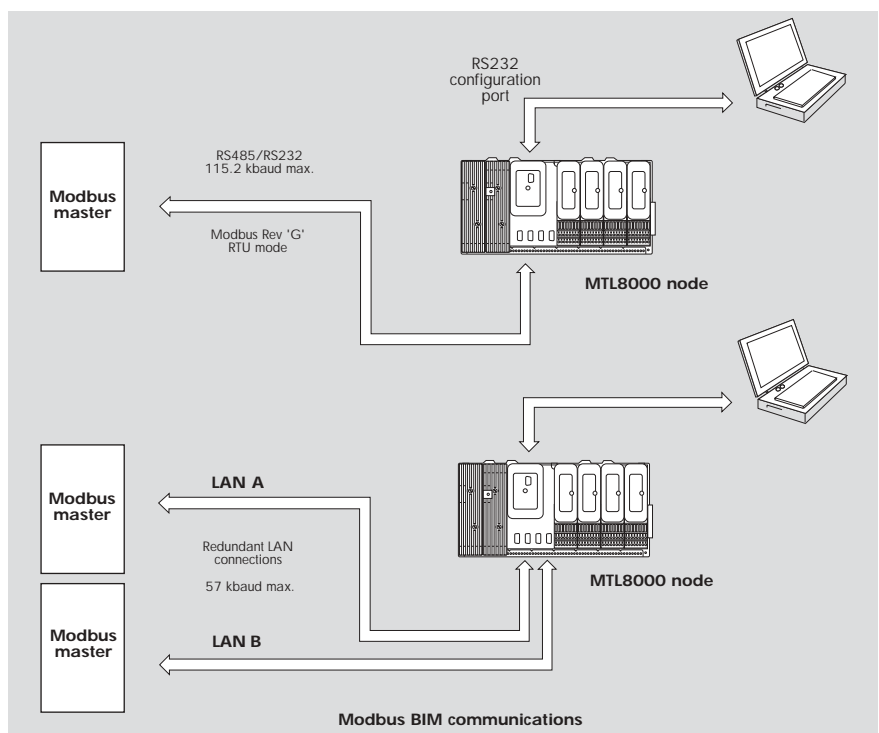 RS232
configuration
port
RS485/RS232
115.2 kbaud max.
Modbus
master
Modbus Rev 'G'
RTU mode
MTL8000 node
LAN A
Modbus
master
Redundant LAN
connections
57 kbaud max.
MTL8000 node
Modbus
master
LAN B
Modbus BIM communications